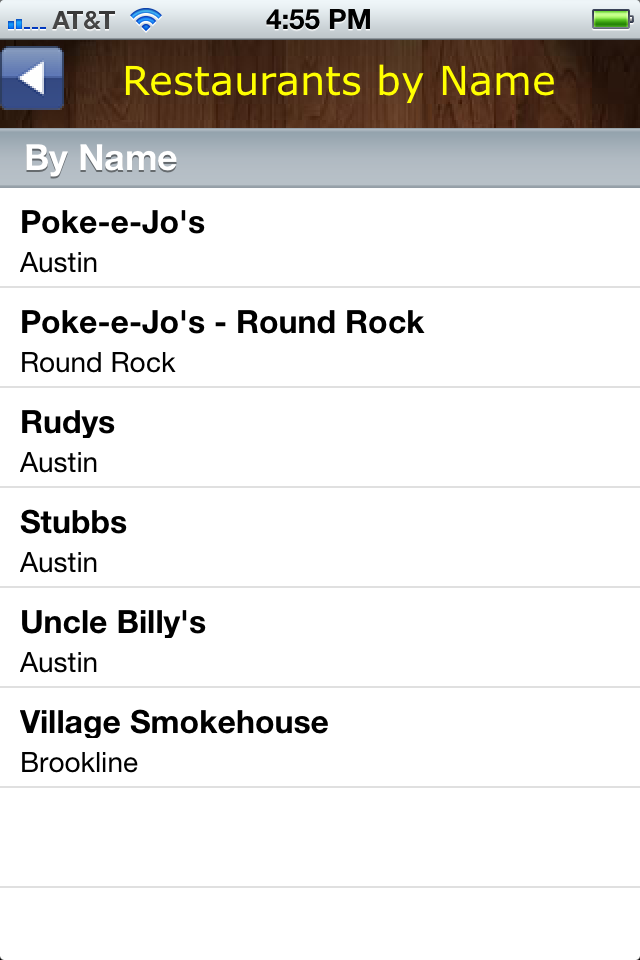 AT&T 4:55 PM
Restaurants by Name
By Name
Poke-e-Jo's
Austin
Poke-e-Jo's - Round Rock
Round Rock
Rudys
Austin
Stubbs
Austin
Uncle Billy's
Austin
Village Smokehouse
Brookline